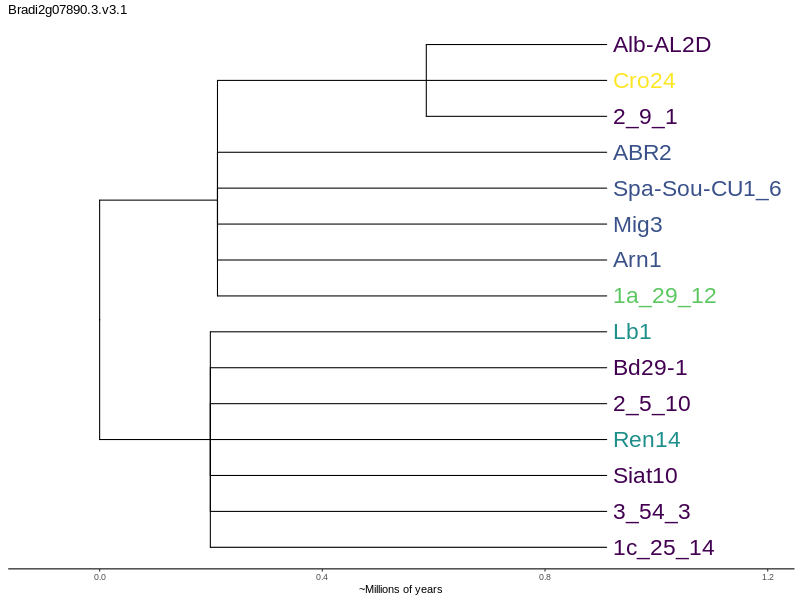 Bradi2g07890.3.v3.1
Alb-AL2D
Cro24
2_9_1
ABR2
Spa-Sou-CU1_6
Mig3
Arn1
1a_29_12
Lb1
Bd29-1
2_5_10
Ren14
Siat10
3_54_3
1c_25_14
0.0 0.4 0.8 1.2
~Millions of years